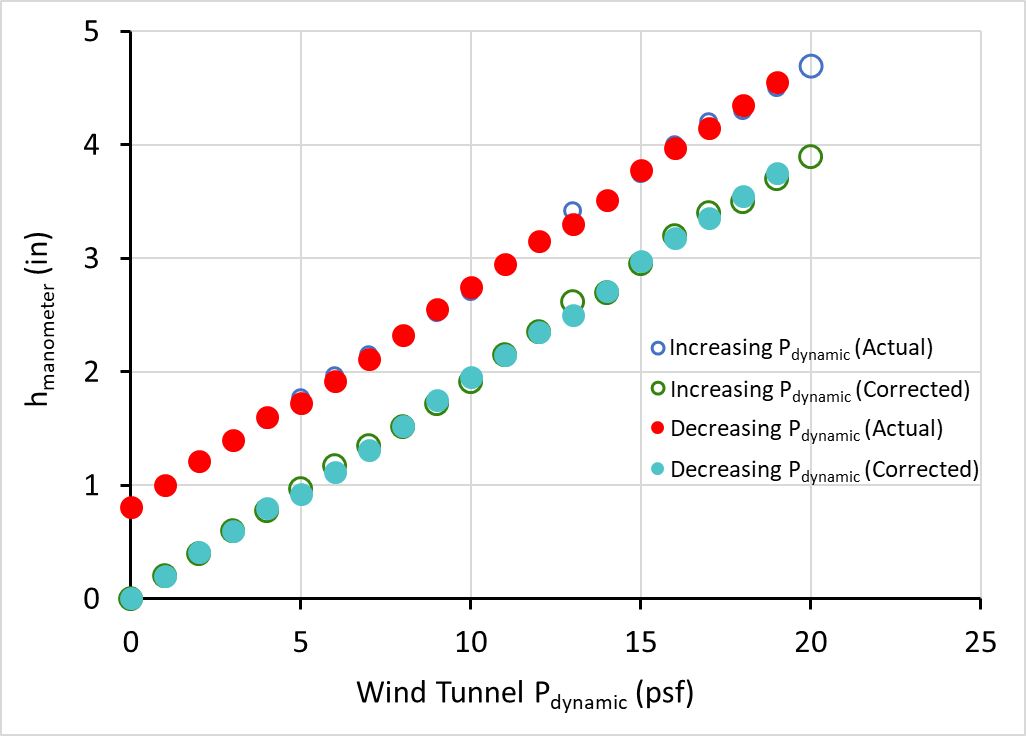 5
4
3
2
1
0
0 5 10 15 20 25
h_manometer (in)
Wind Tunnel P_dynamic (psf)
Increasing P_dynamic (Actual)
Increasing P_dynamic (Corrected)
Decreasing P_dynamic (Actual)
Decreasing P_dynamic (Corrected)